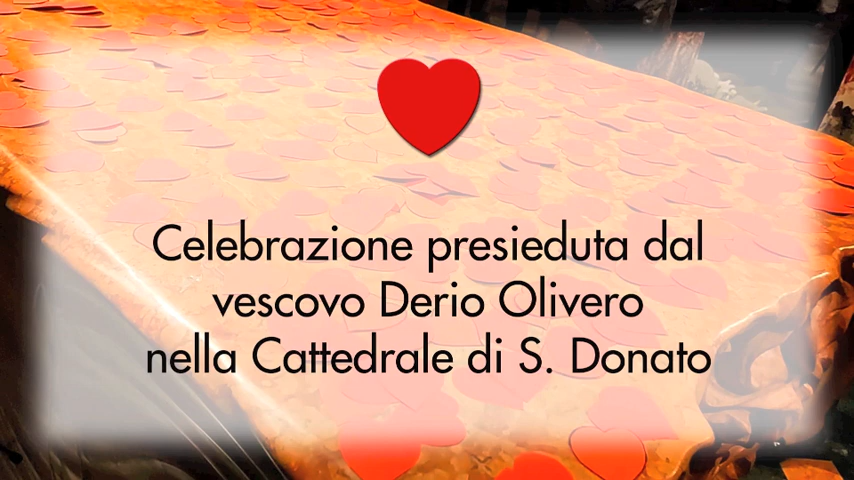 Celebrazione presieduta dal
vescovo Derio Olivero
nella Cattedrale di S. Donato